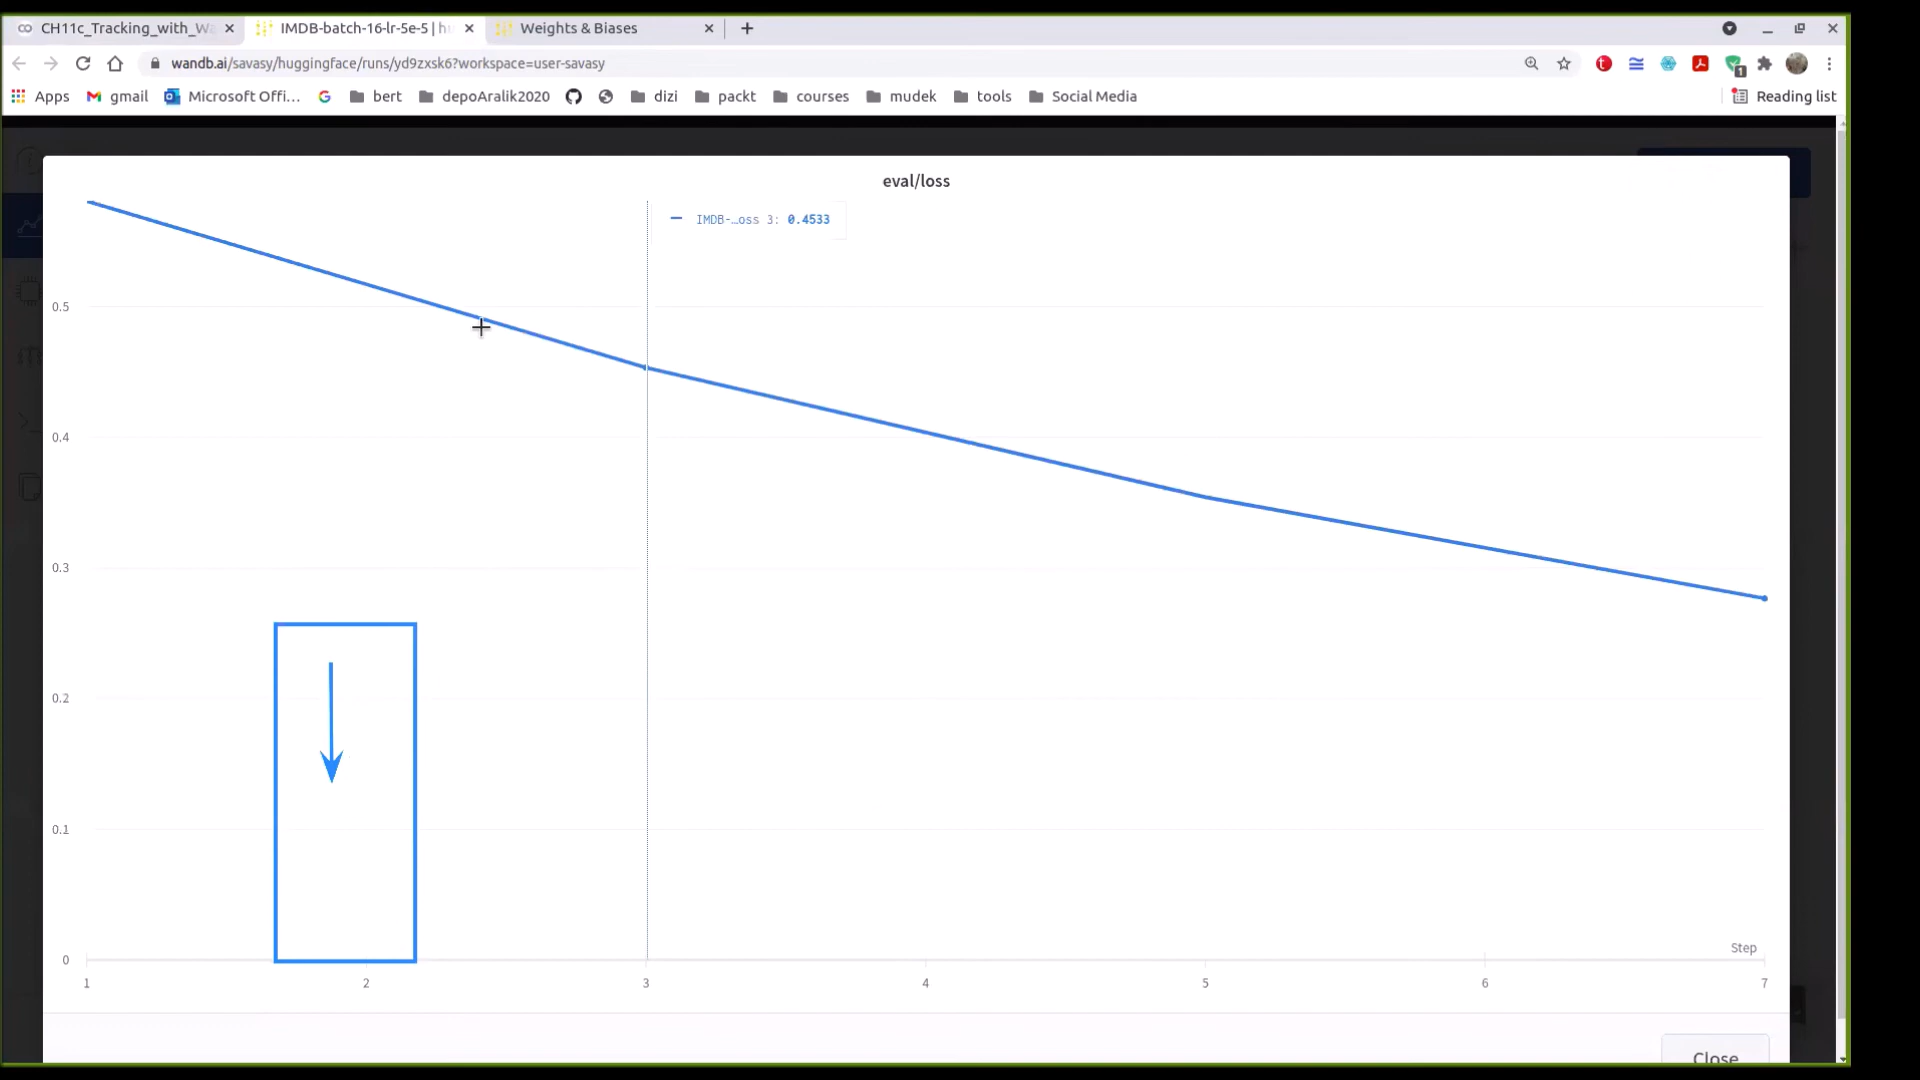 CH11c_Tracking_with_Wa
IMDB-batch-16-lr-5e-5 | hu
Weights & Biases
wandb.ai/savasy/huggingface/runs/yd9zxsk6?workspace=user-savasy
Apps gmail Microsoft Offi... bert depoAralik2020 dizi packt courses mudek tools Social Media Reading list
eval/loss
IMDB-…oss 3: 0.4533
0.5
0.4
0.3
0.2
0.1
0
Step
1 2 3 4 5 6 7
Close